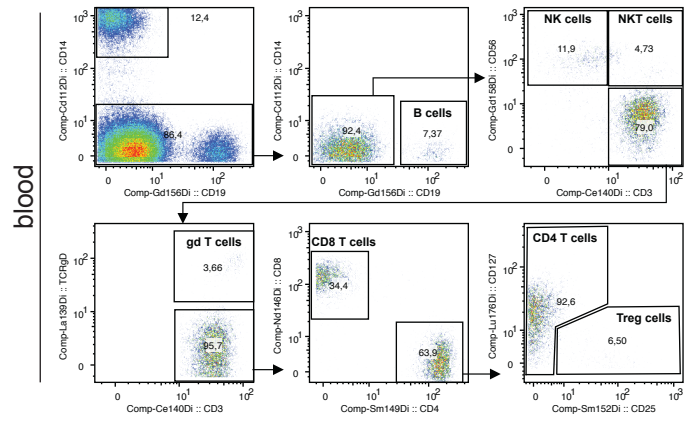 blood
Comp-Cd112Di :: CD14
10³
10²
10¹
0
12,4
86,4
0
10¹
10²
Comp-Gd156Di :: CD19
Comp-Cd112Di :: CD14
10³
10²
10¹
0
B cells
92,4
7,37
0
10¹
10²
Comp-Gd156Di :: CD19
Comp-Gd158Di :: CD56
10³
10²
10¹
0
NK cells
NKT cells
11,9
4,73
79,0
0
10¹
10²
Comp-Ce140Di :: CD3
Comp-La139Di :: TCRgD
10²
10¹
0
gd T cells
3,66
95,7
0
10¹
10²
Comp-Ce140Di :: CD3
Comp-Nd146Di :: CD8
10³
10²
10¹
0
CD8 T cells
34,4
63,9
0
10¹
10²
Comp-Sm149Di :: CD4
Comp-Lu176Di :: CD127
10²
10¹
0
CD4 T cells
92,6
Treg cells
6,50
0
10¹
10²
10³
Comp-Sm152Di :: CD25